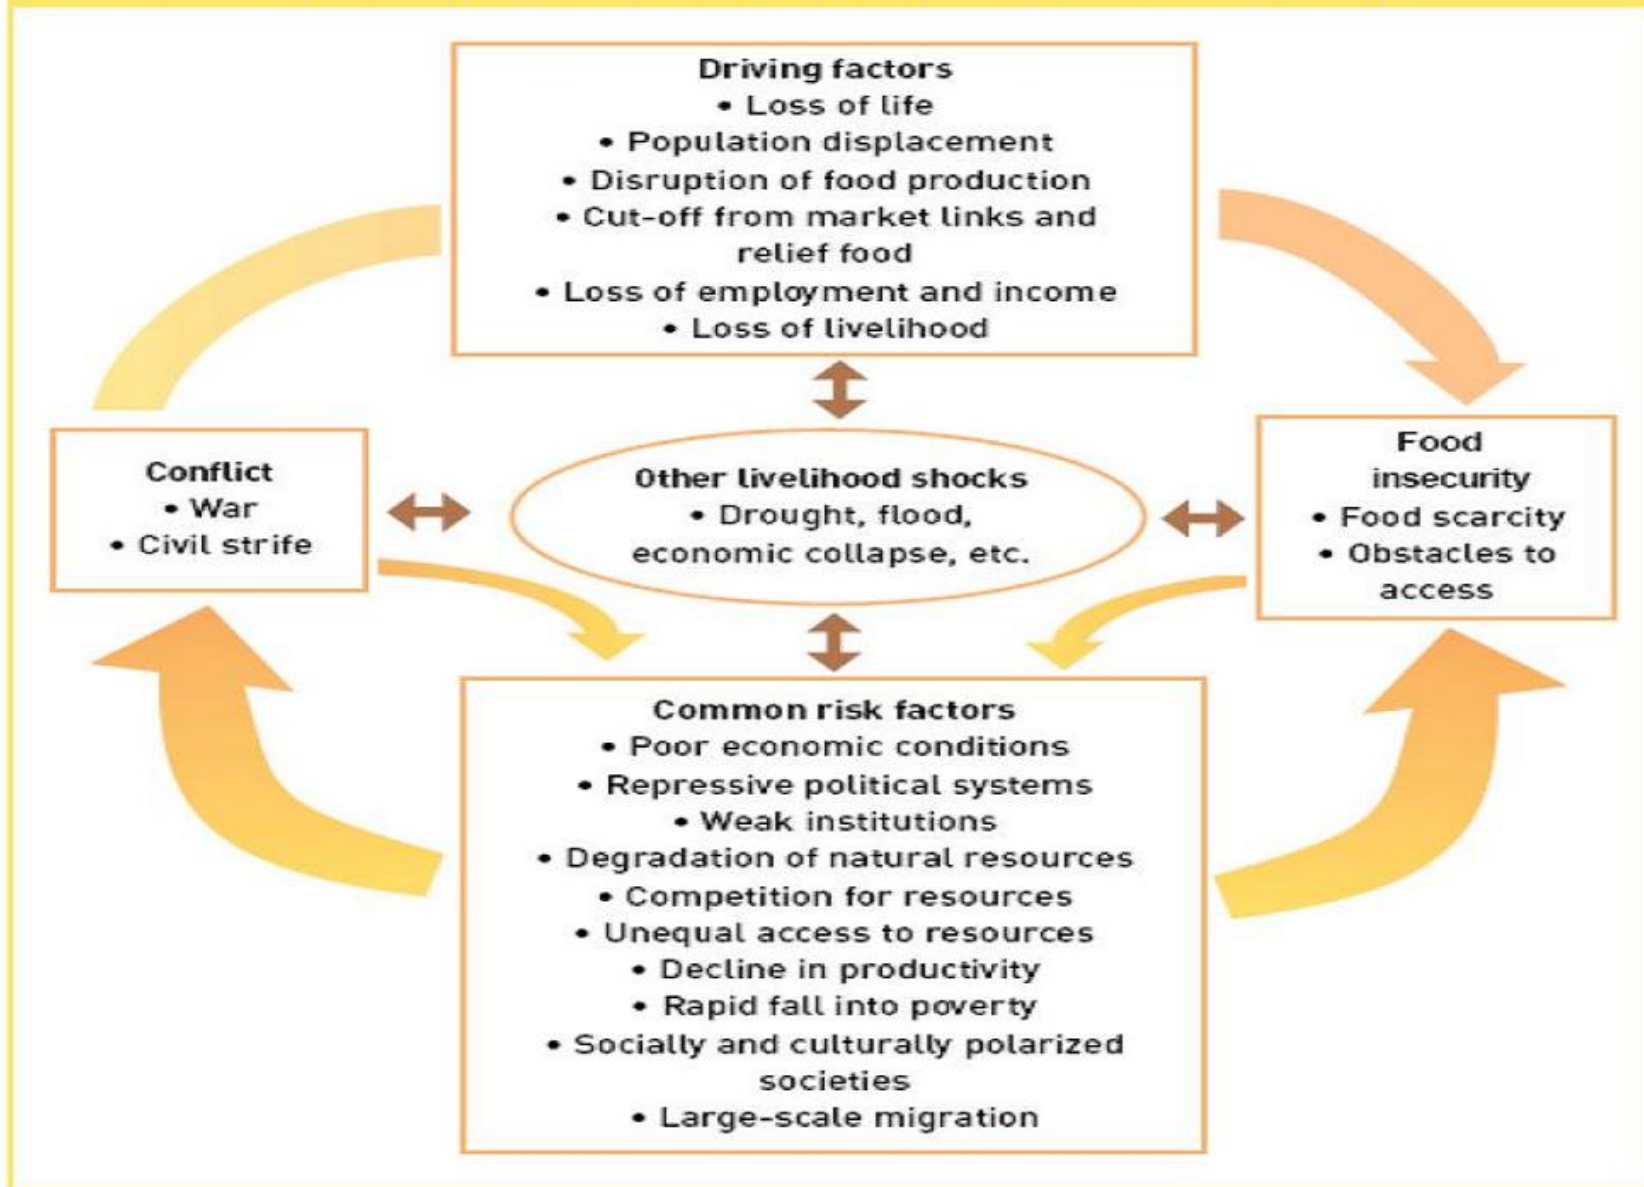 Driving factors
• Loss of life
• Population displacement
• Disruption of food production
• Cut-off from market links and
relief food
• Loss of employment and income
• Loss of livelihood
Conflict
• War
• Civil strife
Other livelihood shocks
• Drought, flood,
economic collapse, etc.
Food
insecurity
• Food scarcity
• Obstacles to
access
Common risk factors
• Poor economic conditions
• Repressive political systems
• Weak institutions
• Degradation of natural resources
• Competition for resources
• Unequal access to resources
• Decline in productivity
• Rapid fall into poverty
• Socially and culturally polarized
societies
• Large-scale migration